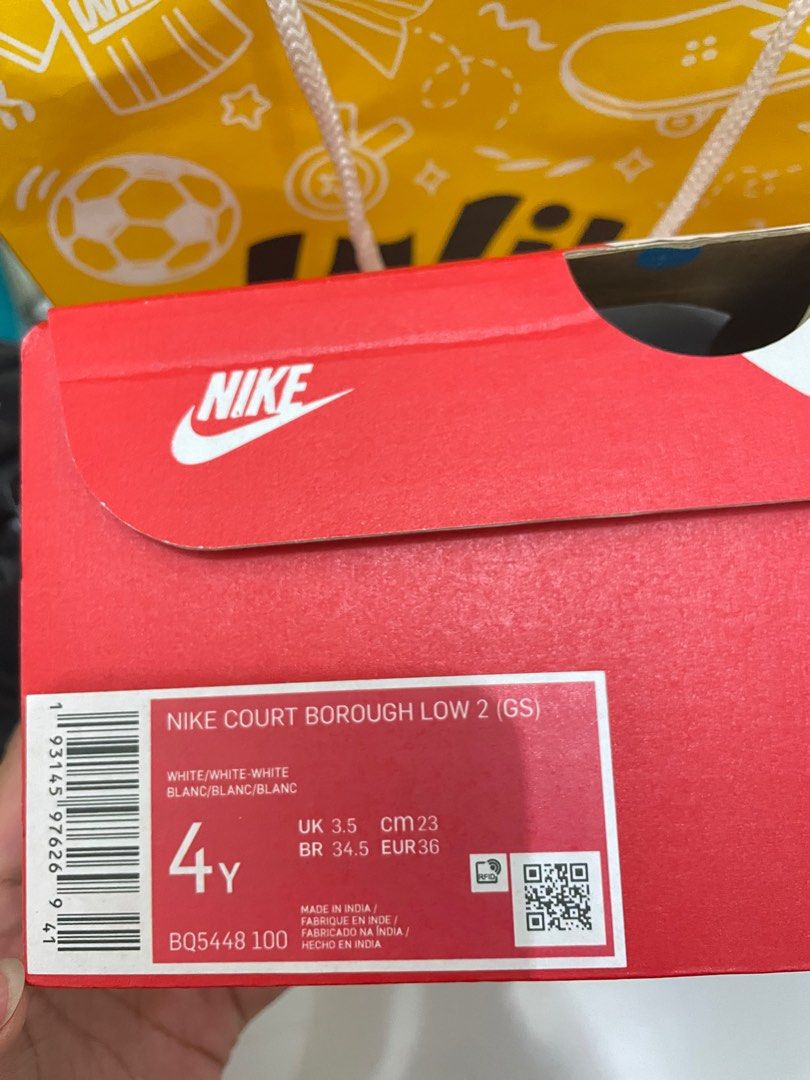 NIKE
NIKE COURT BOROUGH LOW 2 (GS)
WHITE/WHITE-WHITE
BLANC/BLANC/BLANC
4Y
UK 3.5 cm 23
BR 34.5 EUR 36
RFID
BQ5448 100
MADE IN INDIA /
FABRIQUE EN INDE /
FABRICADO NA ÍNDIA /
HECHO EN INDIA
1 93145 97626 9 41